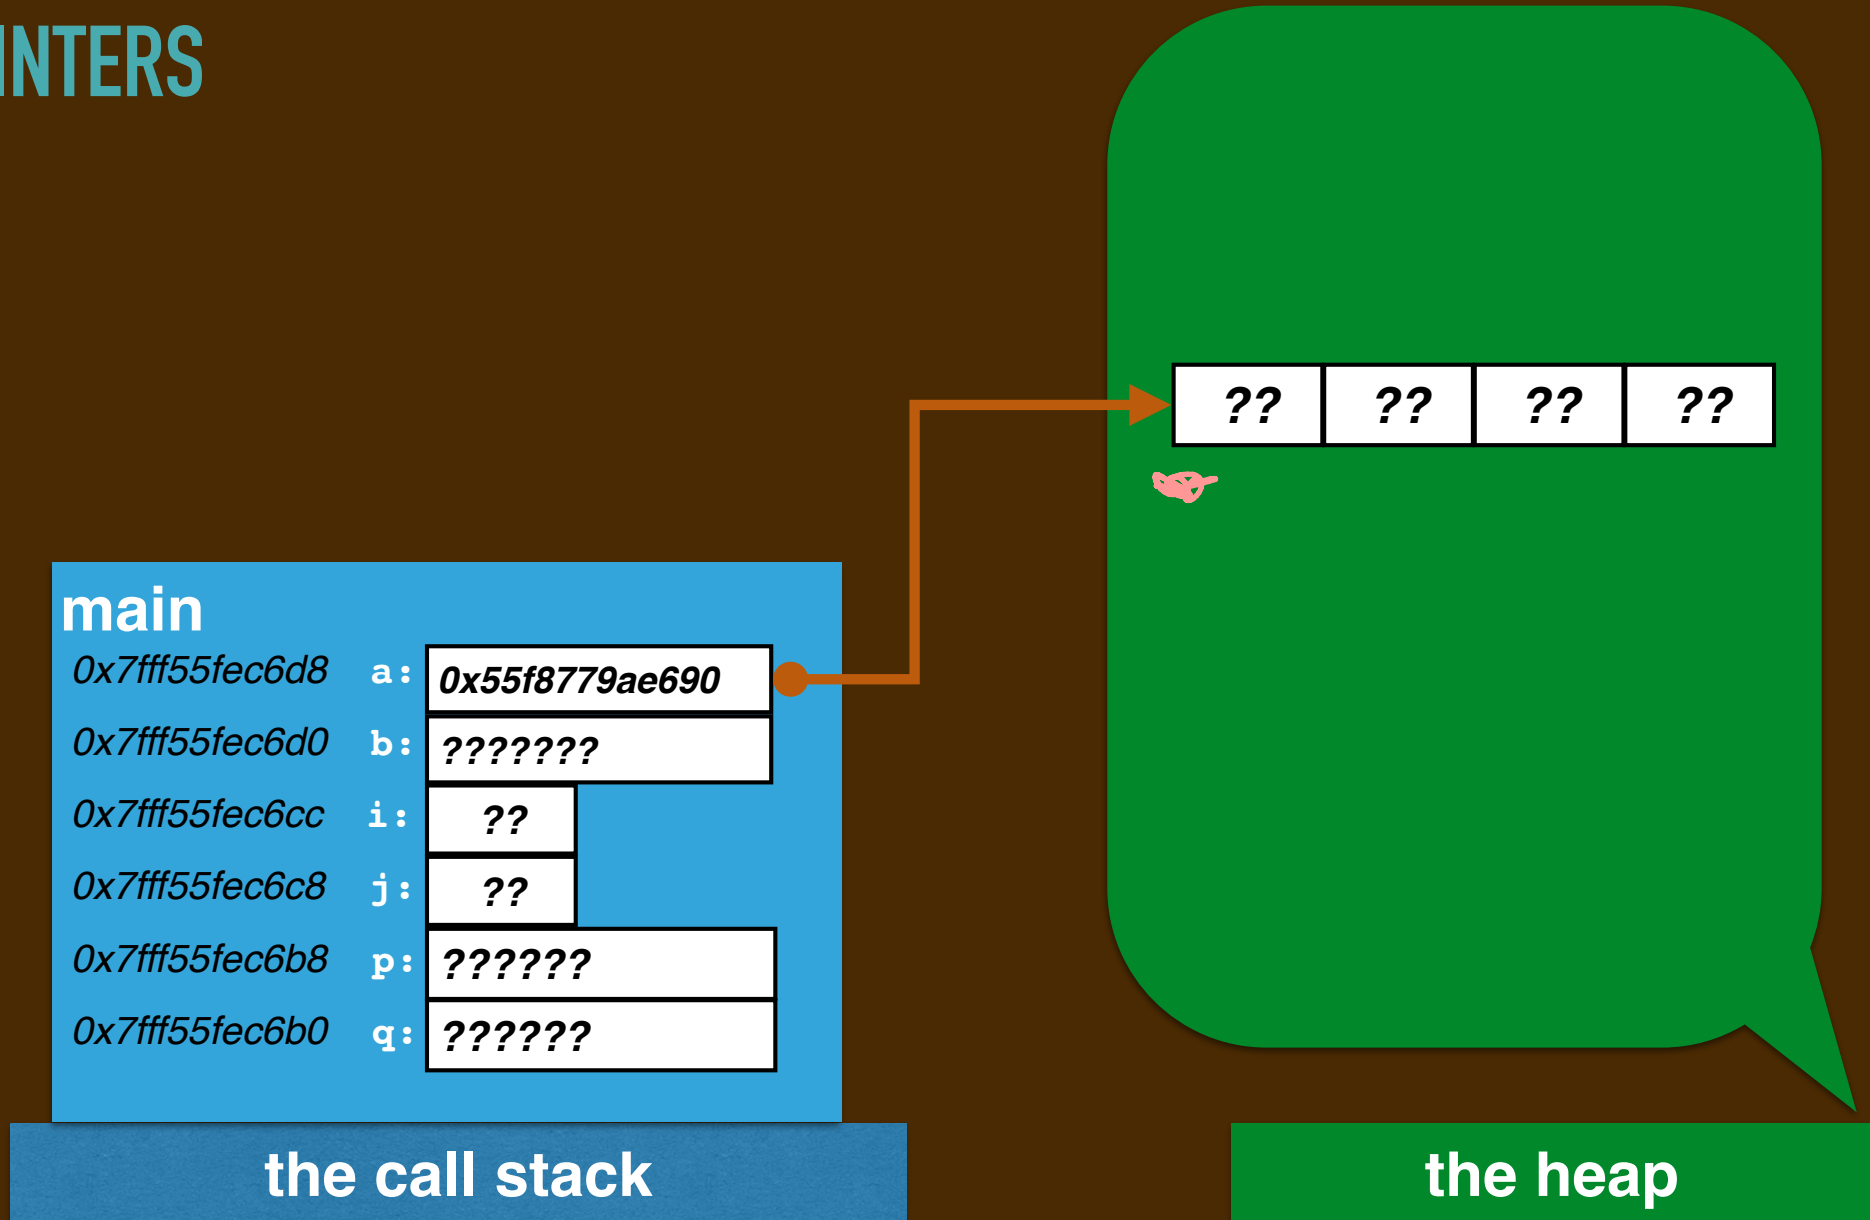 INTERS
?? ?? ?? ??
main
0x7fff55fec6d8 a: 0x55f8779ae690
0x7fff55fec6d0 b: ???????
0x7fff55fec6cc i: ??
0x7fff55fec6c8 j: ??
0x7fff55fec6b8 p: ??????
0x7fff55fec6b0 q: ??????
the call stack
the heap